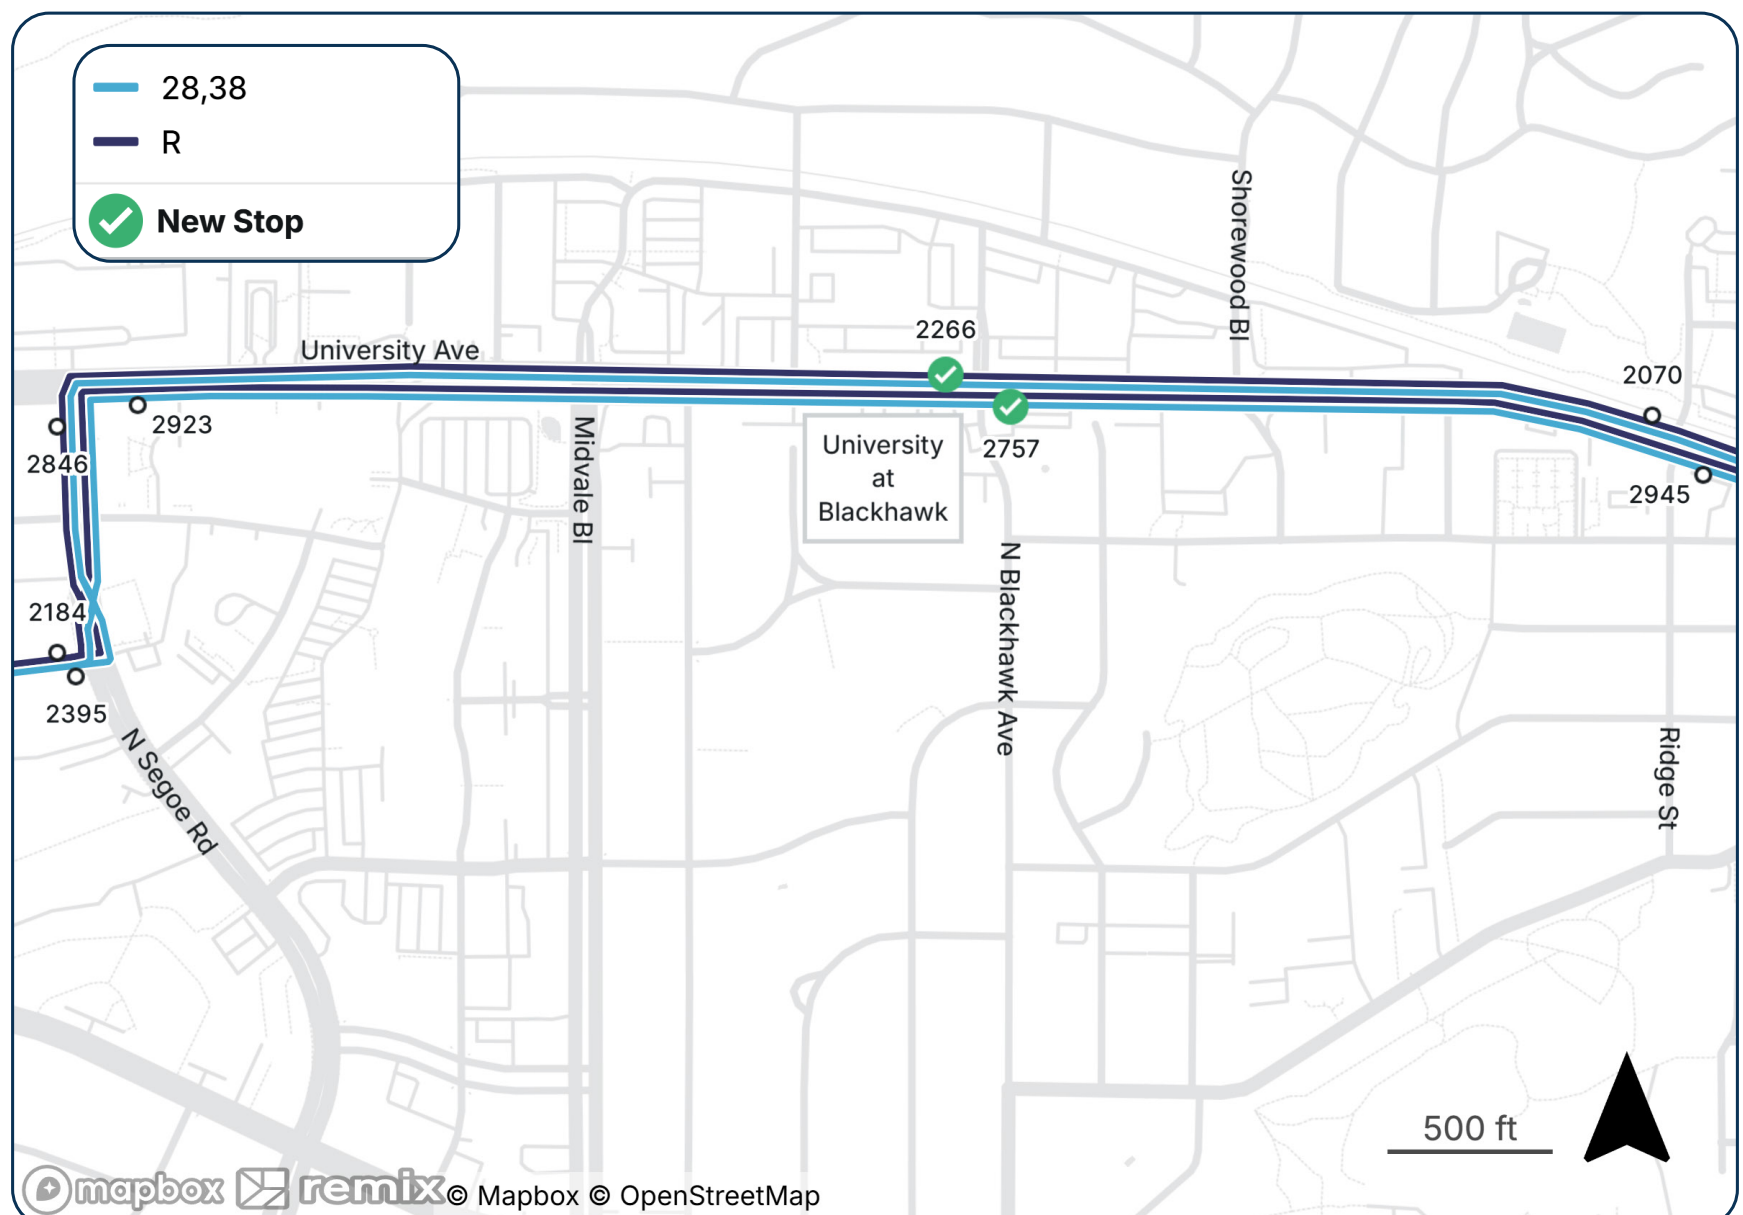 28,38
R
New Stop
Shorewood Bl
2266
University Ave
2070
2923
2757
2846
Midvale Bl
University
at
Blackhawk
2945
N Blackhawk Ave
2184
2395
N Segoe Rd
Ridge St
500 ft
mapbox remix © Mapbox © OpenStreetMap